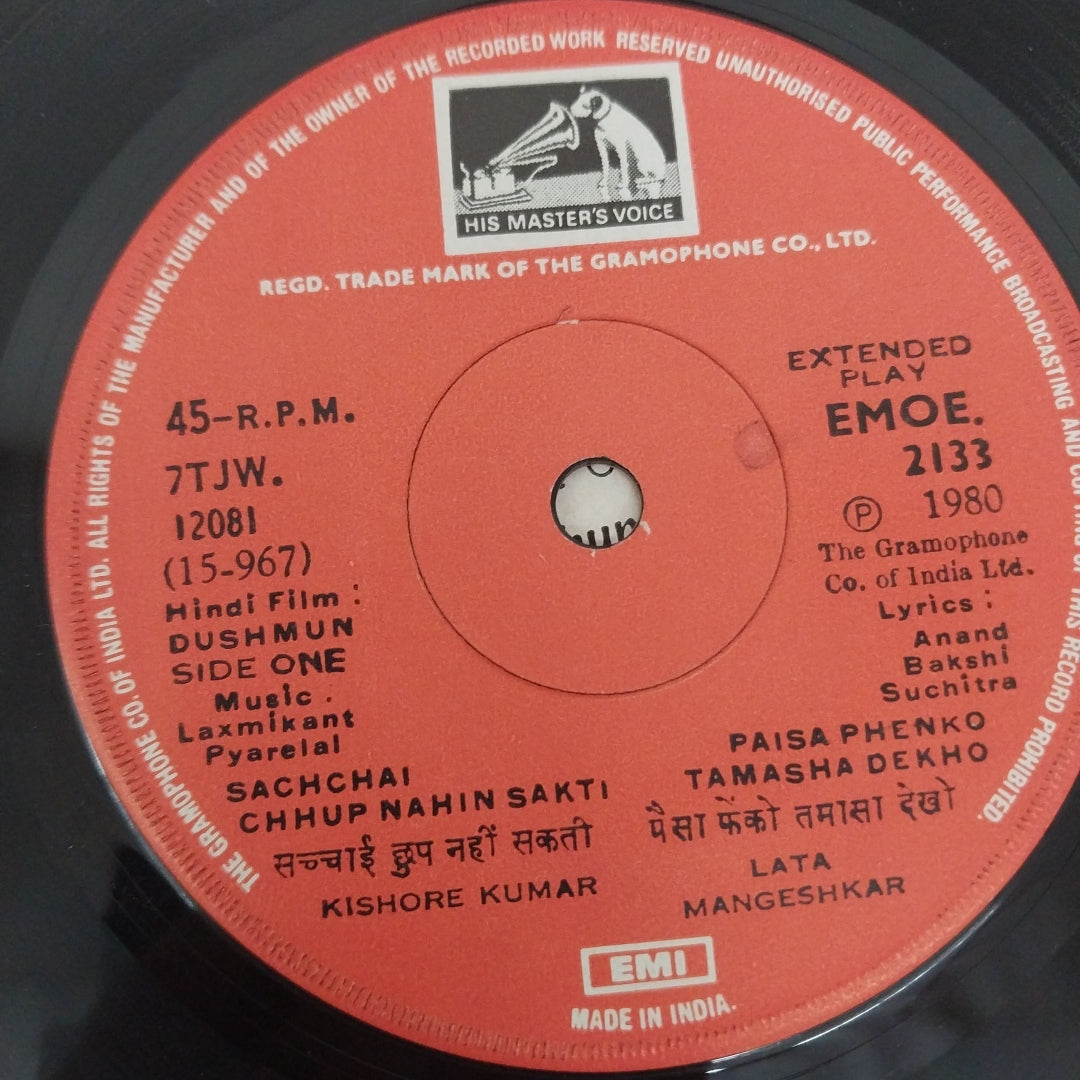 THE GRAMOPHONE CO. OF INDIA LTD. ALL RIGHTS OF THE MANUFACTURER AND OF THE OWNER OF THE RECORDED WORK RESERVED UNAUTHORISED PUBLIC PERFORMANCE BROADCASTING AND COPYING OF THIS RECORD PROHIBITED.
HIS MASTER'S VOICE
REGD. TRADE MARK OF THE GRAMOPHONE CO., LTD.
45-R.P.M.
7TJW.
12081
(15-967)
Hindi Film :
DUSHMUN
SIDE ONE
Music :
Laxmikant
Pyarelal
EXTENDED
PLAY
EMOE.
2133
Ⓟ 1980
The Gramophone
Co. of India Ltd.
Lyrics :
Anand
Bakshi
Suchitra
SACHCHAI
CHHUP NAHIN SAKTI
सच्चाई छुप नहीं सकती
KISHORE KUMAR
PAISA PHENKO
TAMASHA DEKHO
पैसा फेंको तमासा देखो
LATA
MANGESHKAR
EMI
MADE IN INDIA.